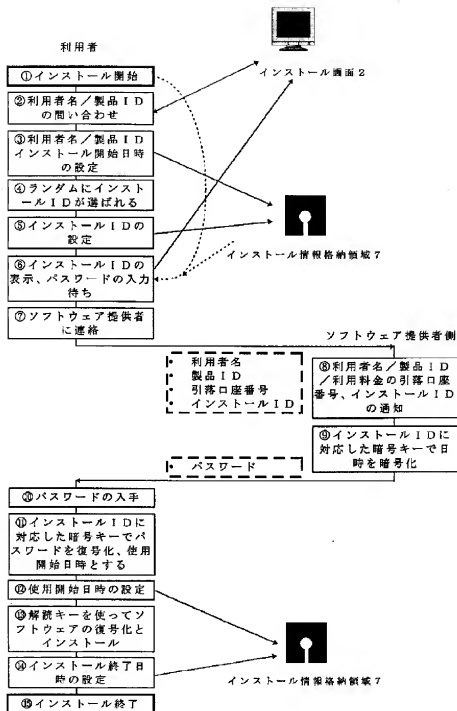 利用者
①インストール開始
インストール画面2
②利用者名/製品ID
の問い合わせ
③利用者名/製品ID
インストール開始日時
の設定
④ランダムにインスト
ールIDが選ばれる
⑤インストールIDの
設定
インストール情報格納領域7
⑥インストールIDの
表示、パスワードの入力
待ち
⑦ソフトウェア提供者
に連絡
ソフトウェア提供者側
• 利用者名
• 製品ID
• 引落口座番号
• インストールID
⑧利用者名/製品ID
/利用料金の引落口座
番号、インストールID
の通知
⑨インストールIDに
対応した暗号キーで日
時を暗号化
• パスワード
⑩パスワードの入手
⑪インストールIDに
対応した暗号キーでパ
スワードを復号化、使用
開始日時とする
⑫使用開始日時の設定
⑬解読キーを使ってソ
フトウェアの復号化と
インストール
⑭インストール終了日
時の設定
インストール情報格納領域7
⑮インストール終了